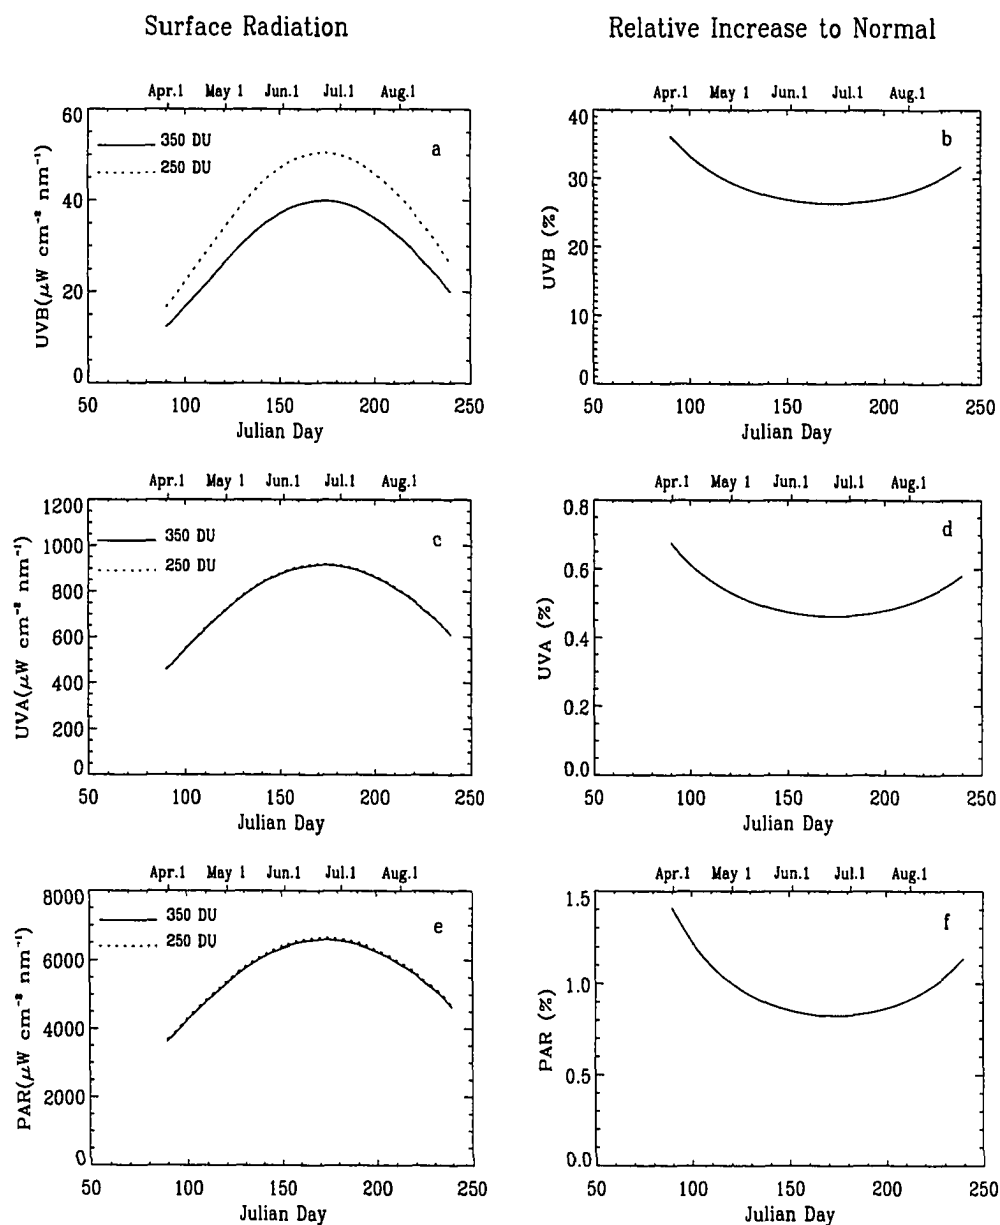 Surface Radiation
Relative Increase to Normal
Apr.1 May 1 Jun.1 Jul.1 Aug.1
60
40
20
0
UVB(μW cm⁻² nm⁻¹)
350 DU
250 DU
a
50 100 150 200 250
Julian Day
Apr.1 May 1 Jun.1 Jul.1 Aug.1
40
30
20
10
0
UVB (%)
b
50 100 150 200 250
Julian Day
Apr.1 May 1 Jun.1 Jul.1 Aug.1
1200
1000
800
600
400
200
0
UVA(μW cm⁻² nm⁻¹)
350 DU
250 DU
c
50 100 150 200 250
Julian Day
Apr.1 May 1 Jun.1 Jul.1 Aug.1
0.8
0.6
0.4
0.2
0.0
UVA (%)
d
50 100 150 200 250
Julian Day
Apr.1 May 1 Jun.1 Jul.1 Aug.1
8000
6000
4000
2000
0
PAR(μW cm⁻² nm⁻¹)
350 DU
250 DU
e
50 100 150 200 250
Julian Day
Apr.1 May 1 Jun.1 Jul.1 Aug.1
1.5
1.0
0.5
0.0
PAR (%)
f
50 100 150 200 250
Julian Day